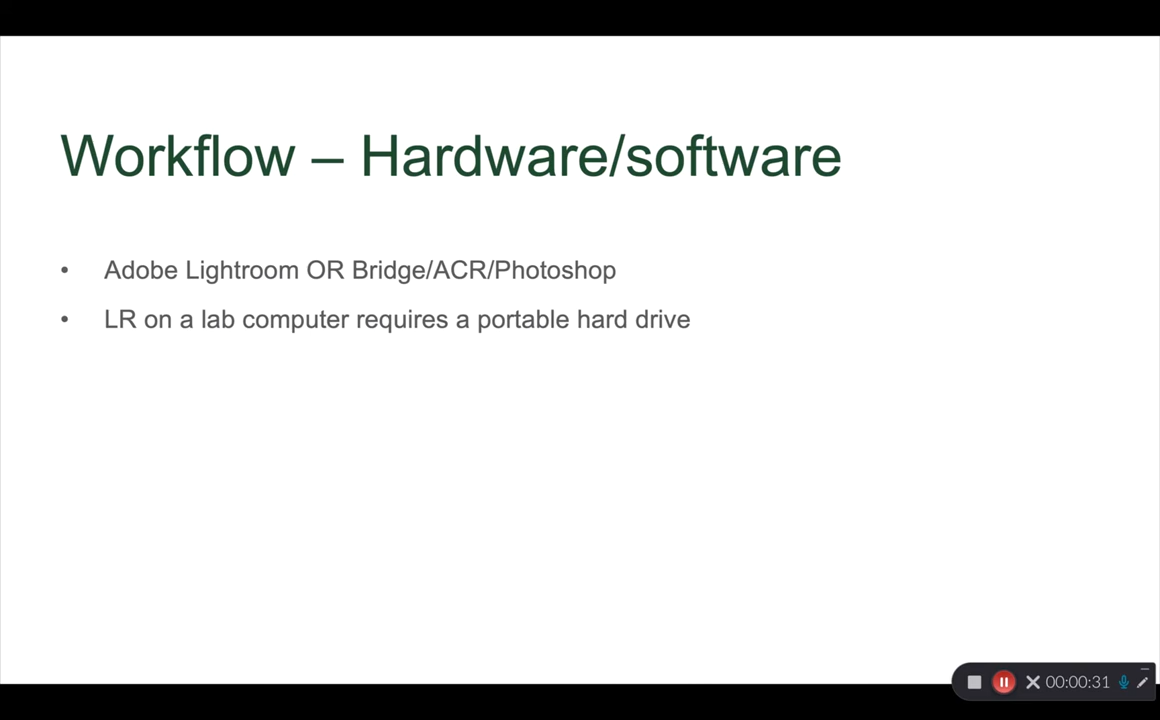 Workflow – Hardware/software
• Adobe Lightroom OR Bridge/ACR/Photoshop
• LR on a lab computer requires a portable hard drive
00:00:31